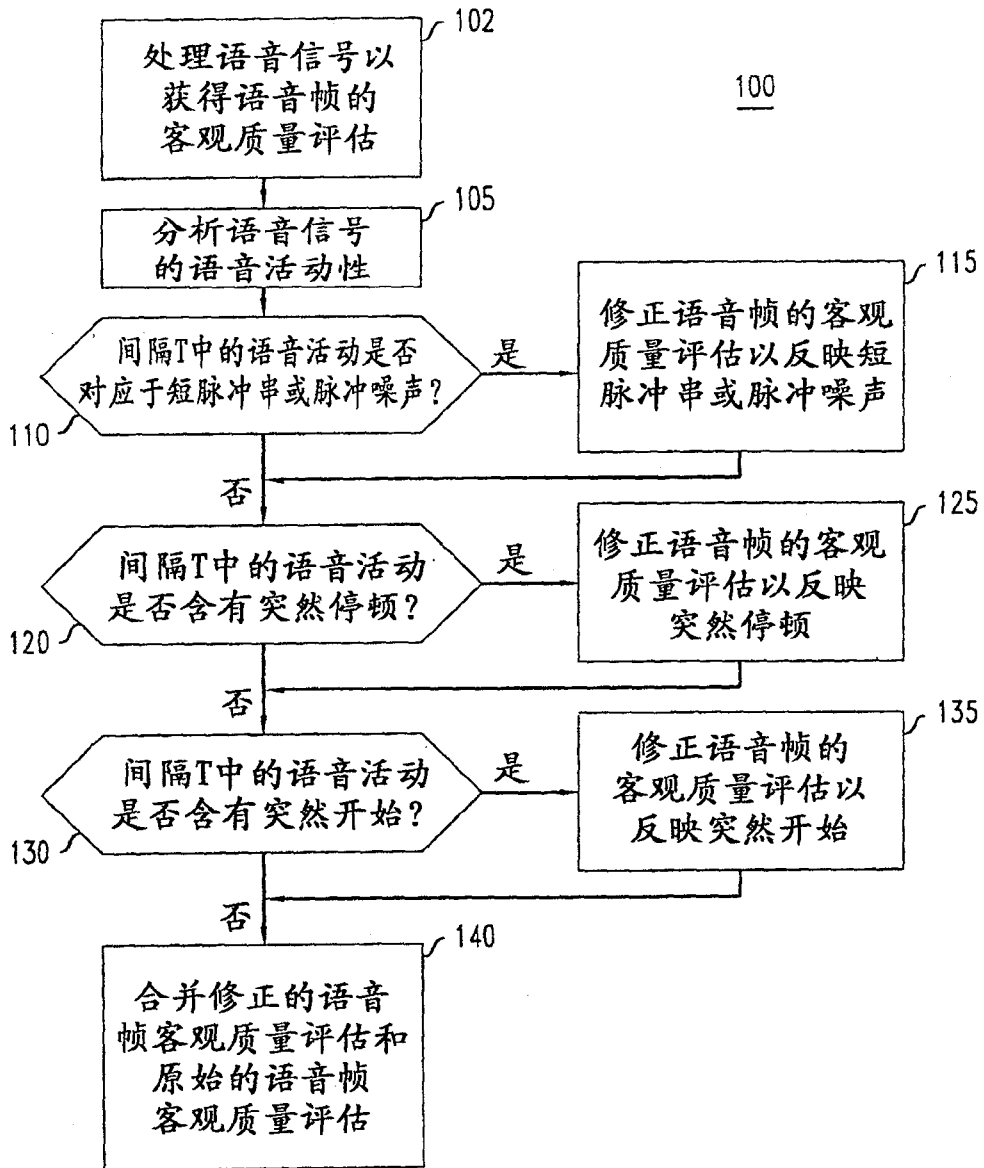 102
处理语音信号以
获得语音帧的
客观质量评估
100
105
分析语音信号
的语音活动性
115
间隔T中的语音活动是否
对应于短脉冲串或脉冲噪声?
110
是
修正语音帧的客观
质量评估以反映短
脉冲串或脉冲噪声
否
125
间隔T中的语音活动
是否含有突然停顿?
120
是
修正语音帧的客观
质量评估以反映
突然停顿
否
135
间隔T中的语音活动
是否含有突然开始?
130
是
修正语音帧的
客观质量评估以
反映突然开始
否
140
合并修正的语音
帧客观质量评估和
原始的语音帧
客观质量评估